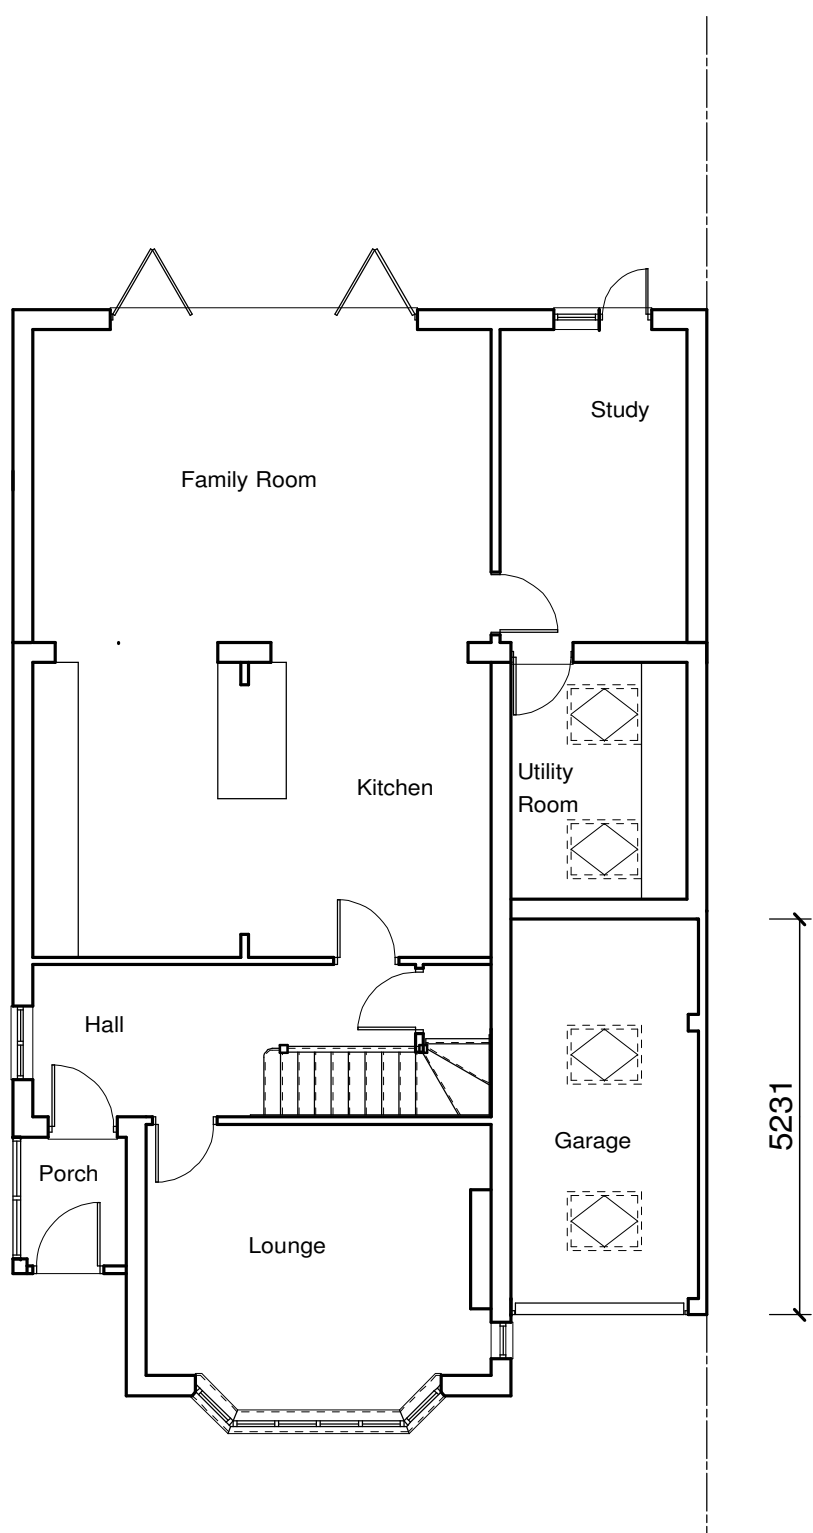 Study
Family Room
Utility
Room
Kitchen
Hall
5231
Garage
Porch
Lounge